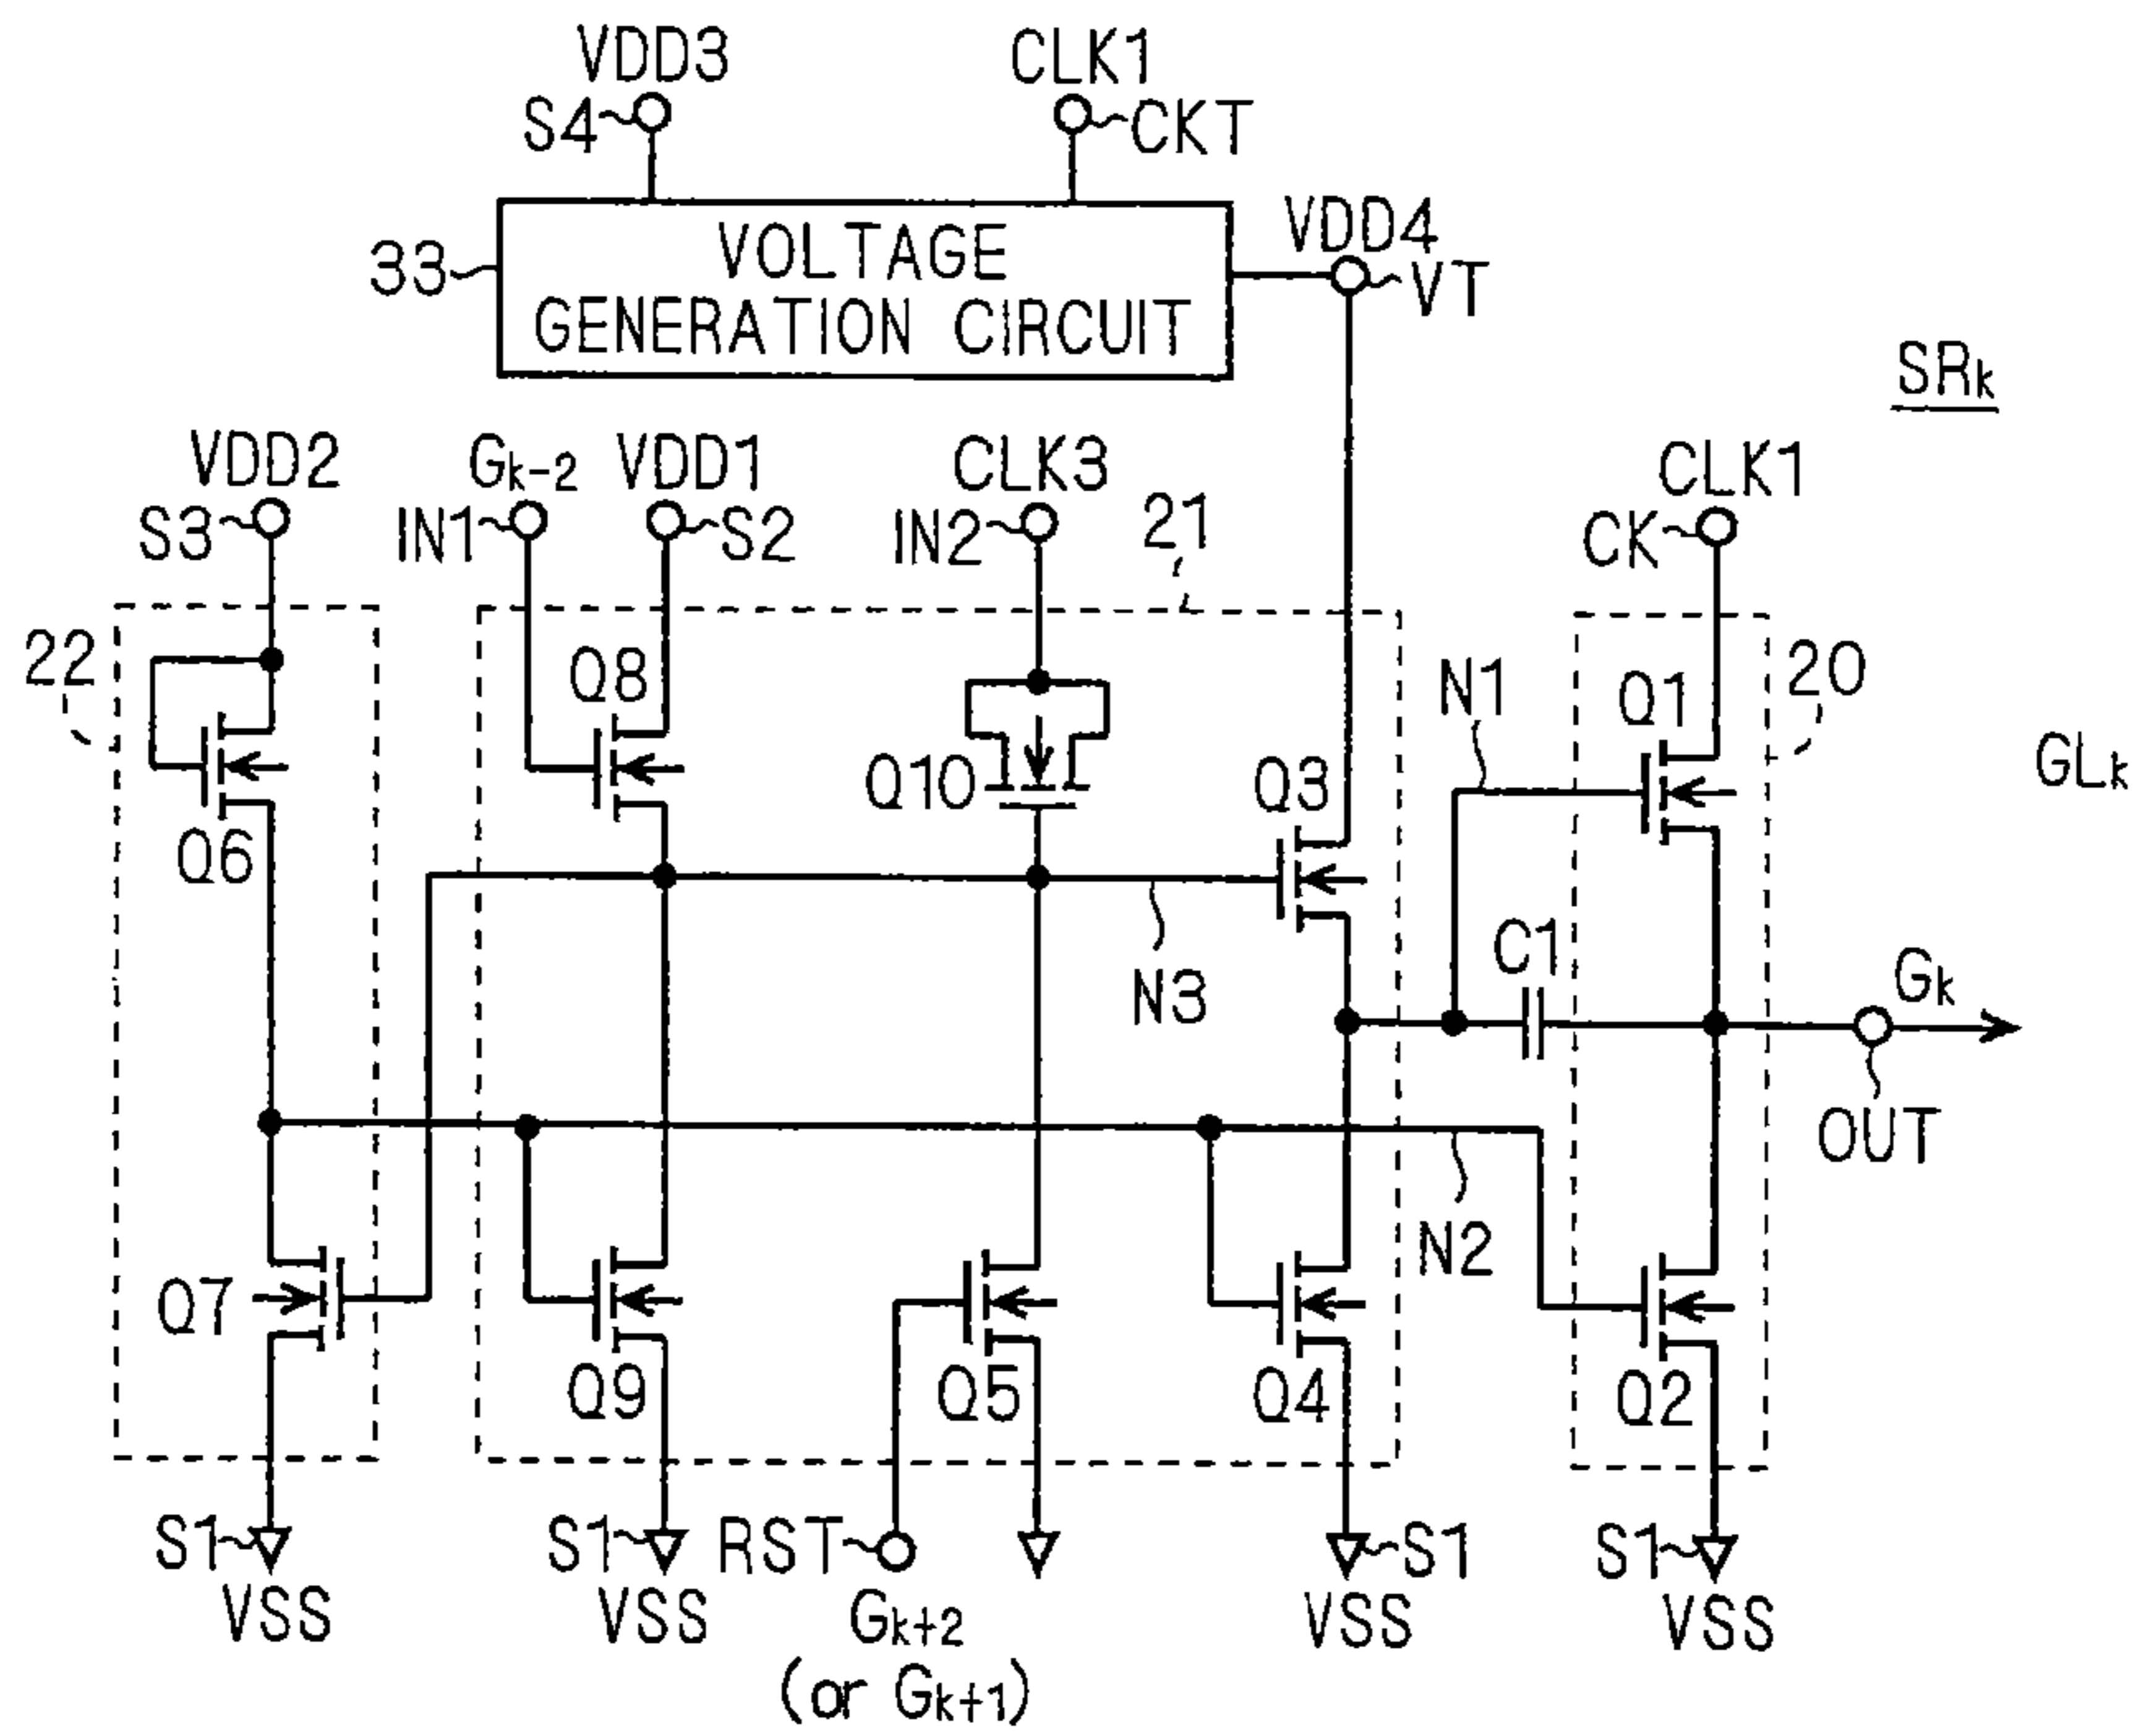 VDD3
CLK1
S4
CKT
VOLTAGE
GENERATION CIRCUIT
33
VDD4
VT
SRk
VDD2
Gk-2
VDD1
CLK3
CLK1
S3
IN1
S2
IN2
21
CK
22
Q8
N1
Q1
20
GLk
Q6
Q10
Q3
N3
C1
Gk
OUT
N2
Q7
Q9
Q5
Q4
Q2
S1
VSS
S1
VSS
RST
Gk+2
(or Gk+1)
S1
VSS
S1
VSS